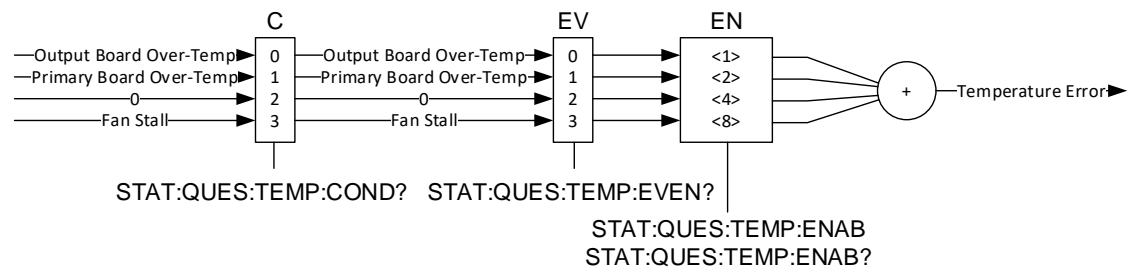 C EV EN
Output Board Over-Temp 0 Output Board Over-Temp 0 <1>
Primary Board Over-Temp 1 Primary Board Over-Temp 1 <2>
0 2 0 2 <4>
Fan Stall 3 Fan Stall 3 <8>
+ Temperature Error
STAT:QUES:TEMP:COND? STAT:QUES:TEMP:EVEN?
STAT:QUES:TEMP:ENAB
STAT:QUES:TEMP:ENAB?